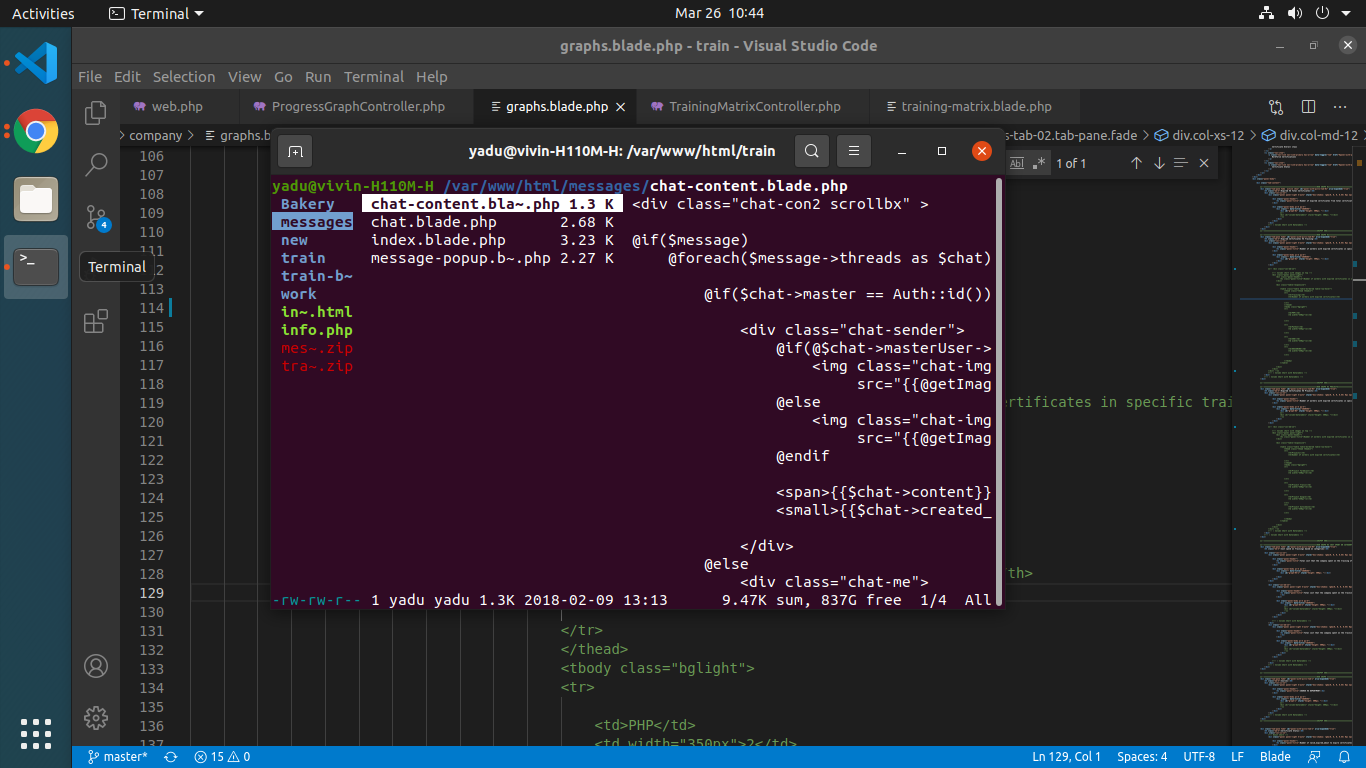 Activities Terminal Mar 26 10:44
graphs.blade.php - train - Visual Studio Code
File Edit Selection View Go Run Terminal Help
web.php ProgressGraphController.php graphs.blade.php TrainingMatrixController.php training-matrix.blade.php
company > graphs.b s-tab-02.tab-pane.fade > div.col-xs-12 > div.col-md-12 >
yadu@vivin-H110M-H: /var/www/html/train
1 of 1
yadu@vivin-H110M-H /var/www/html/messages/chat-content.blade.php
Bakery chat-content.bla~.php 1.3 K <div class="chat-con2 scrollbx" >
messages chat.blade.php 2.68 K
new index.blade.php 3.23 K @if($message)
train message-popup.b~.php 2.27 K @foreach($message->threads as $chat)
train-b~
work @if($chat->master == Auth::id())
in~.html
info.php <div class="chat-sender">
mes~.zip @if(@$chat->masterUser->
tra~.zip <img class="chat-img
src="{{@getImag
@else
<img class="chat-img
src="{{@getImag
@endif
<span>{{$chat->content}}
<small>{{$chat->created_
</div>
@else
<div class="chat-me">
-rw-rw-r-- 1 yadu yadu 1.3K 2018-02-09 13:13 9.47K sum, 837G free 1/4 All
4
Terminal
106
107
108
109
110
111
112
113
114
115
116
117
118
119 ertificates in specific trai
120
121
122
123
124
125
126
127
128 th>
129
130
131 </tr>
132 </thead>
133 <tbody class="bglight">
134 <tr>
135
136 <td>PHP</td>
137 <td width="350px">2</td>
master* 15 0 Ln 129, Col 1 Spaces: 4 UTF-8 LF Blade